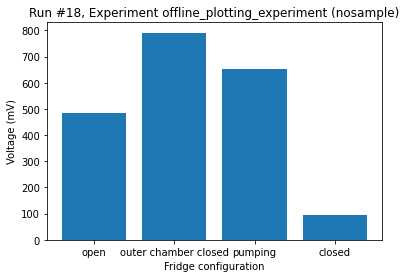 Run #18, Experiment offline_plotting_experiment (nosample)
800
700
600
500
400
300
200
100
0
Voltage (mV)
open outer chamber closed pumping closed
Fridge configuration